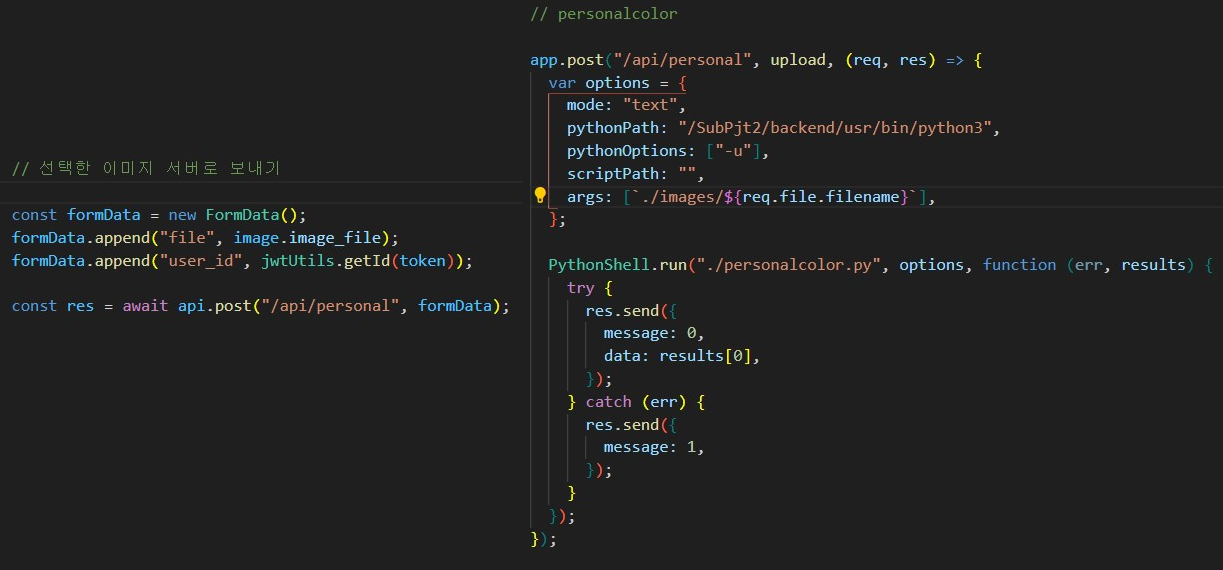 // 선택한 이미지 서버로 보내기
const formData = new FormData();
formData.append("file", image.image_file);
formData.append("user_id", jwtUtils.getId(token));
const res = await api.post("/api/personal", formData);
// personalcolor
app.post("/api/personal", upload, (req, res) => {
var options = {
mode: "text",
pythonPath: "/SubPjt2/backend/usr/bin/python3",
pythonOptions: ["-u"],
scriptPath: "",
args: [`./images/${req.file.filename}`],
};
PythonShell.run("./personalcolor.py", options, function (err, results) {
try {
res.send({
message: 0,
data: results[0],
});
} catch (err) {
res.send({
message: 1,
});
}
});
});